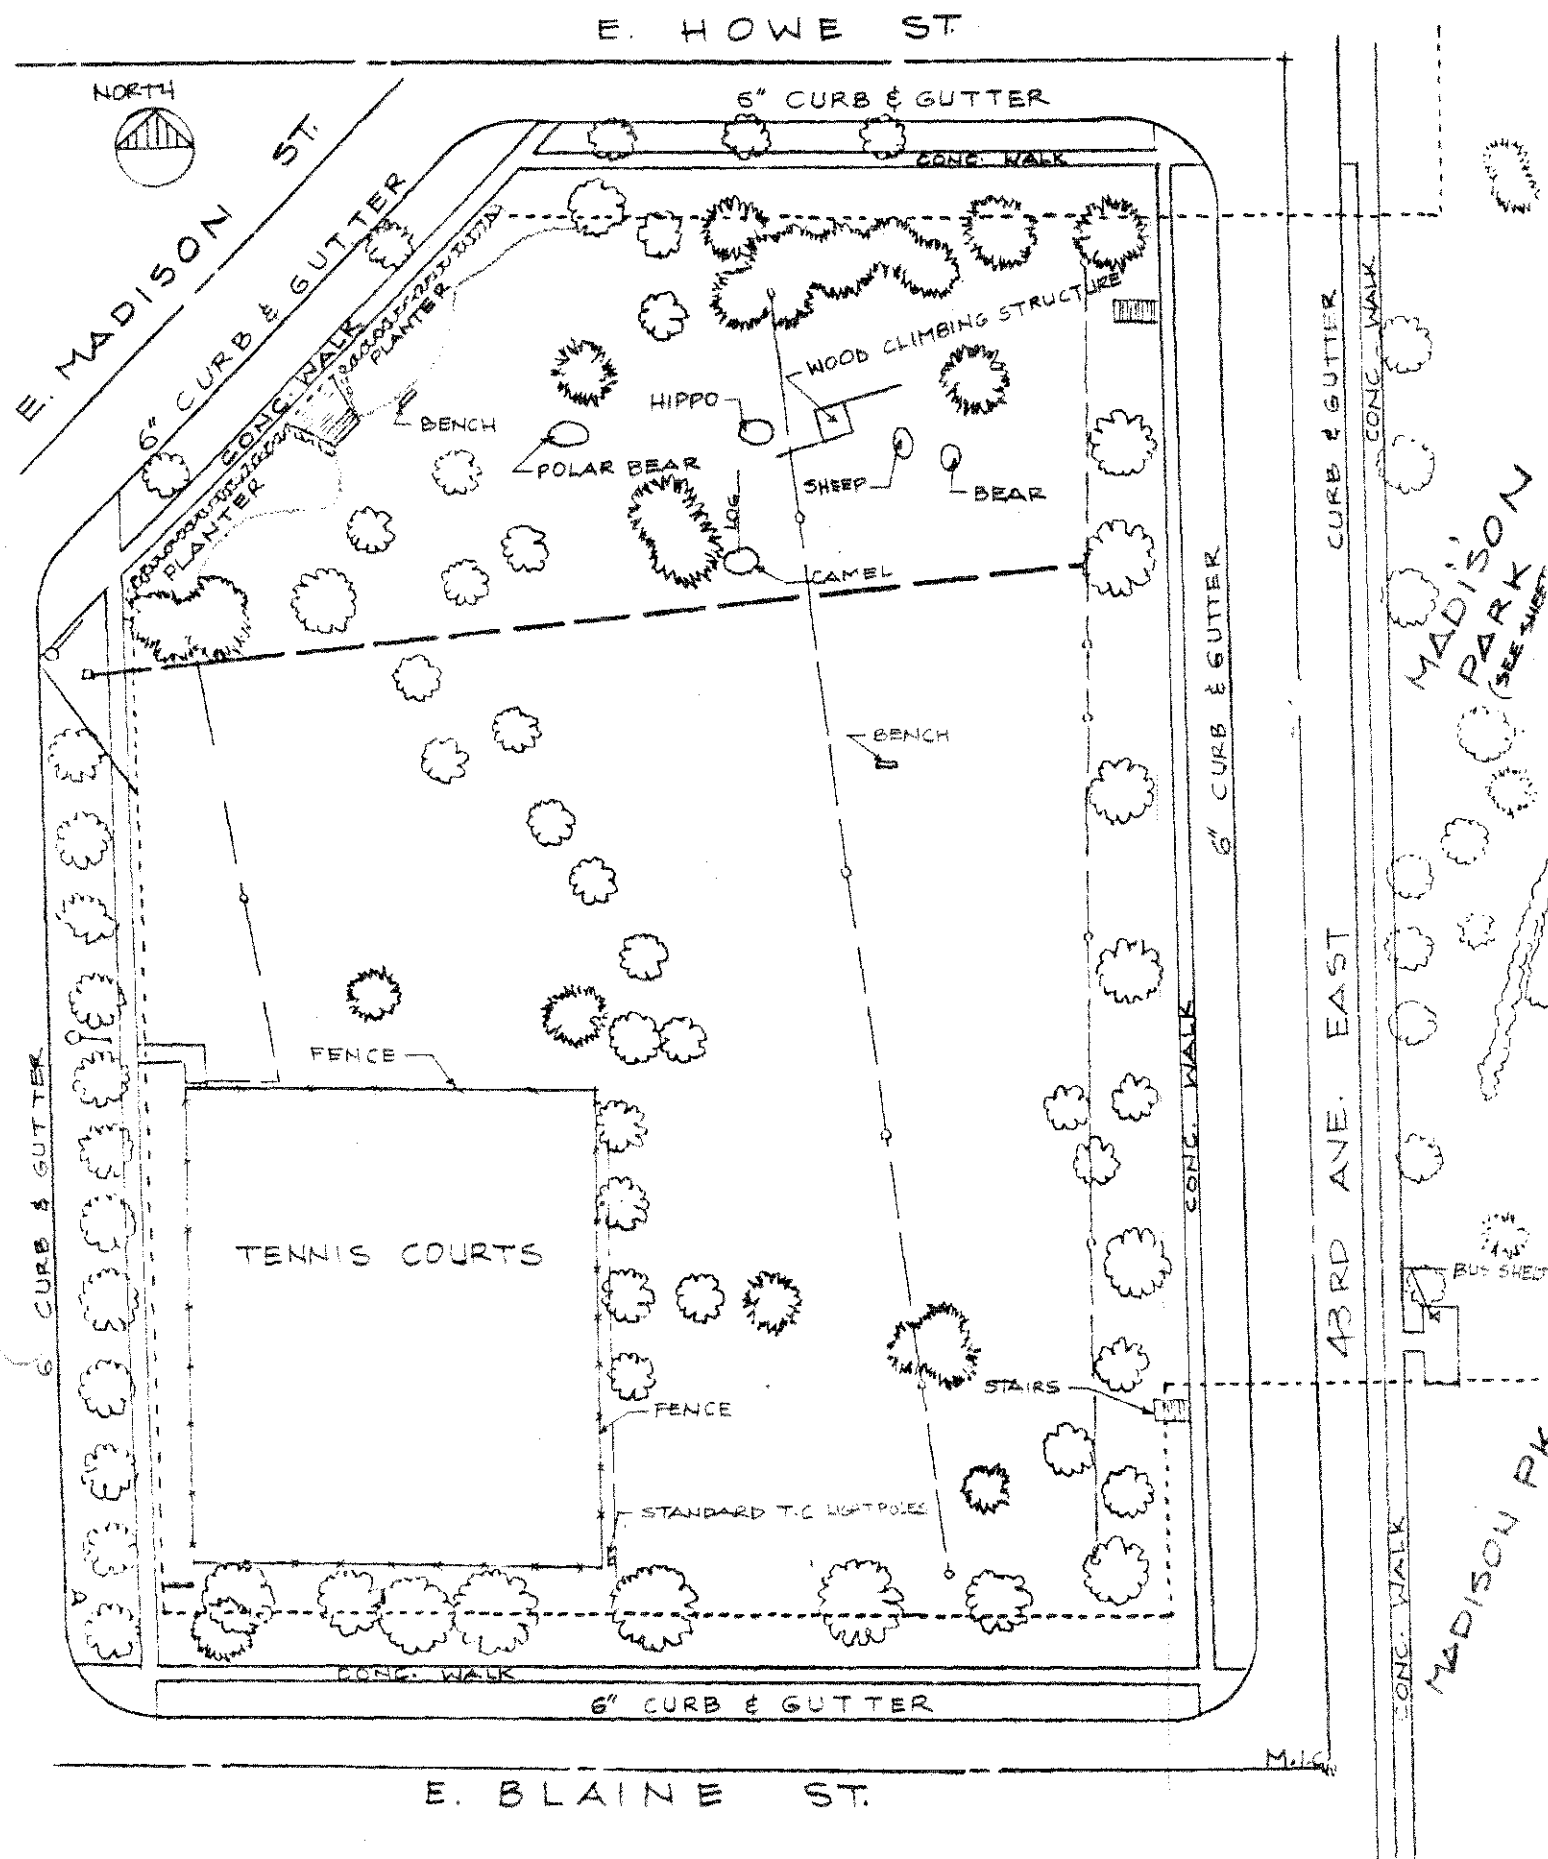 E. HOWE ST.
NORTH
6" CURB & GUTTER
E. MADISON ST.
CONC. WALK
6" CURB & GUTTER
CONC. WALK
PLANTER
PLANTER
WOOD CLIMBING STRUCTURE
HIPPO
BENCH
POLAR BEAR
SHEEP
BEAR
LOG
CAMEL
CURB & GUTTER
CONC. WALK
MADISON
PARK
(SEE
6" CURB & GUTTER
BENCH
CONC. WALK
43RD AVE. EAST
FENCE
6 CURB & GUTTER
TENNIS COURTS
BUS
STAIRS
FENCE
STANDARD T.C LIGHT POLES
CONC. WALK
MADISON
CONC. WALK
6" CURB & GUTTER
E. BLAINE ST.